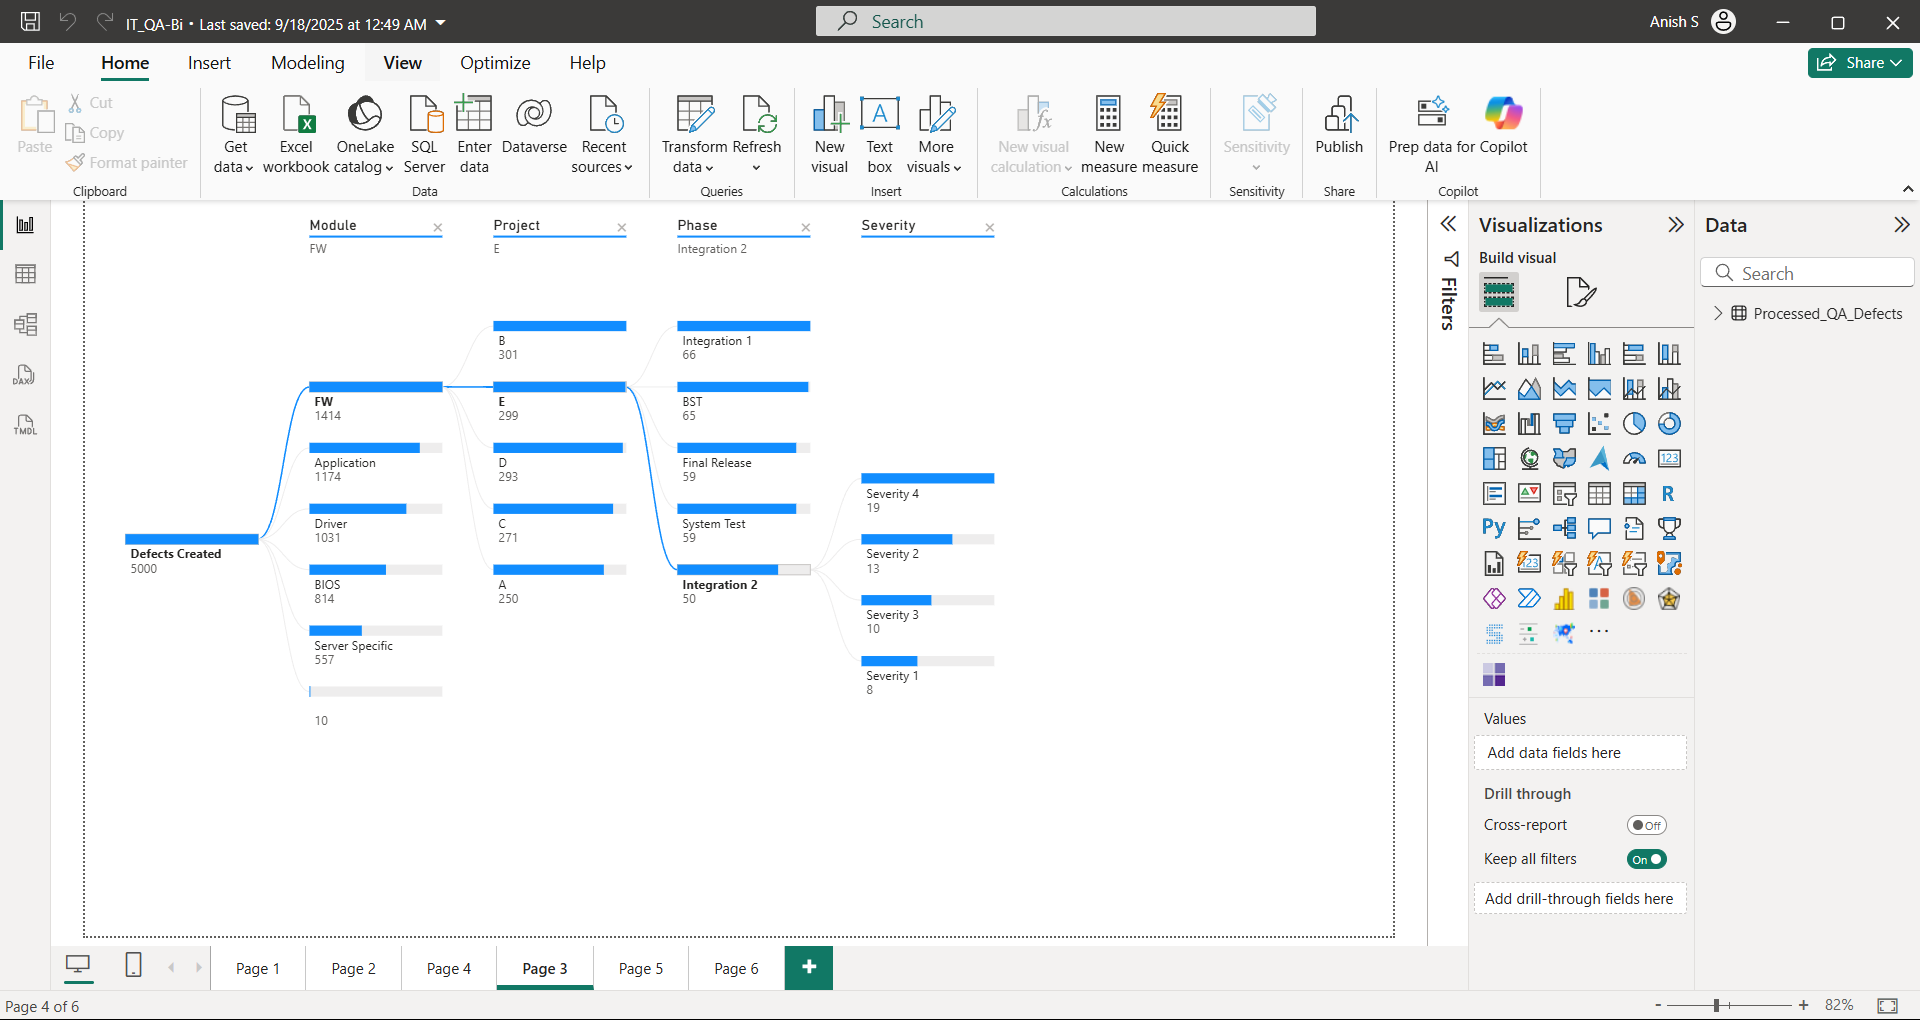 IT_QA-Bi • Last saved: 9/18/2025 at 12:49 AM
Search
Anish S
File
Home
Insert
Modeling
View
Optimize
Help
Share
Paste
Cut
Copy
Format painter
Clipboard
Get data
Excel workbook
OneLake catalog
SQL Server
Enter data
Dataverse
Recent sources
Data
Transform data
Refresh
Queries
New visual
Text box
More visuals
Insert
New visual calculation
New measure
Quick measure
Calculations
Sensitivity
Sensitivity
Publish
Share
Prep data for AI
Copilot
Copilot
DAX
TMDL
Module
FW
Project
E
Phase
Integration 2
Severity
Defects Created
5000
FW
1414
Application
1174
Driver
1031
BIOS
814
Server Specific
557
10
B
301
E
299
D
293
C
271
A
250
Integration 1
66
BST
65
Final Release
59
System Test
59
Integration 2
50
Severity 4
19
Severity 2
13
Severity 3
10
Severity 1
8
Filters
Visualizations
Build visual
123
R
Py
123
Values
Add data fields here
Drill through
Cross-report
Off
Keep all filters
On
Add drill-through fields here
Data
Search
Processed_QA_Defects
Page 1
Page 2
Page 4
Page 3
Page 5
Page 6
+
Page 4 of 6
- + 82%